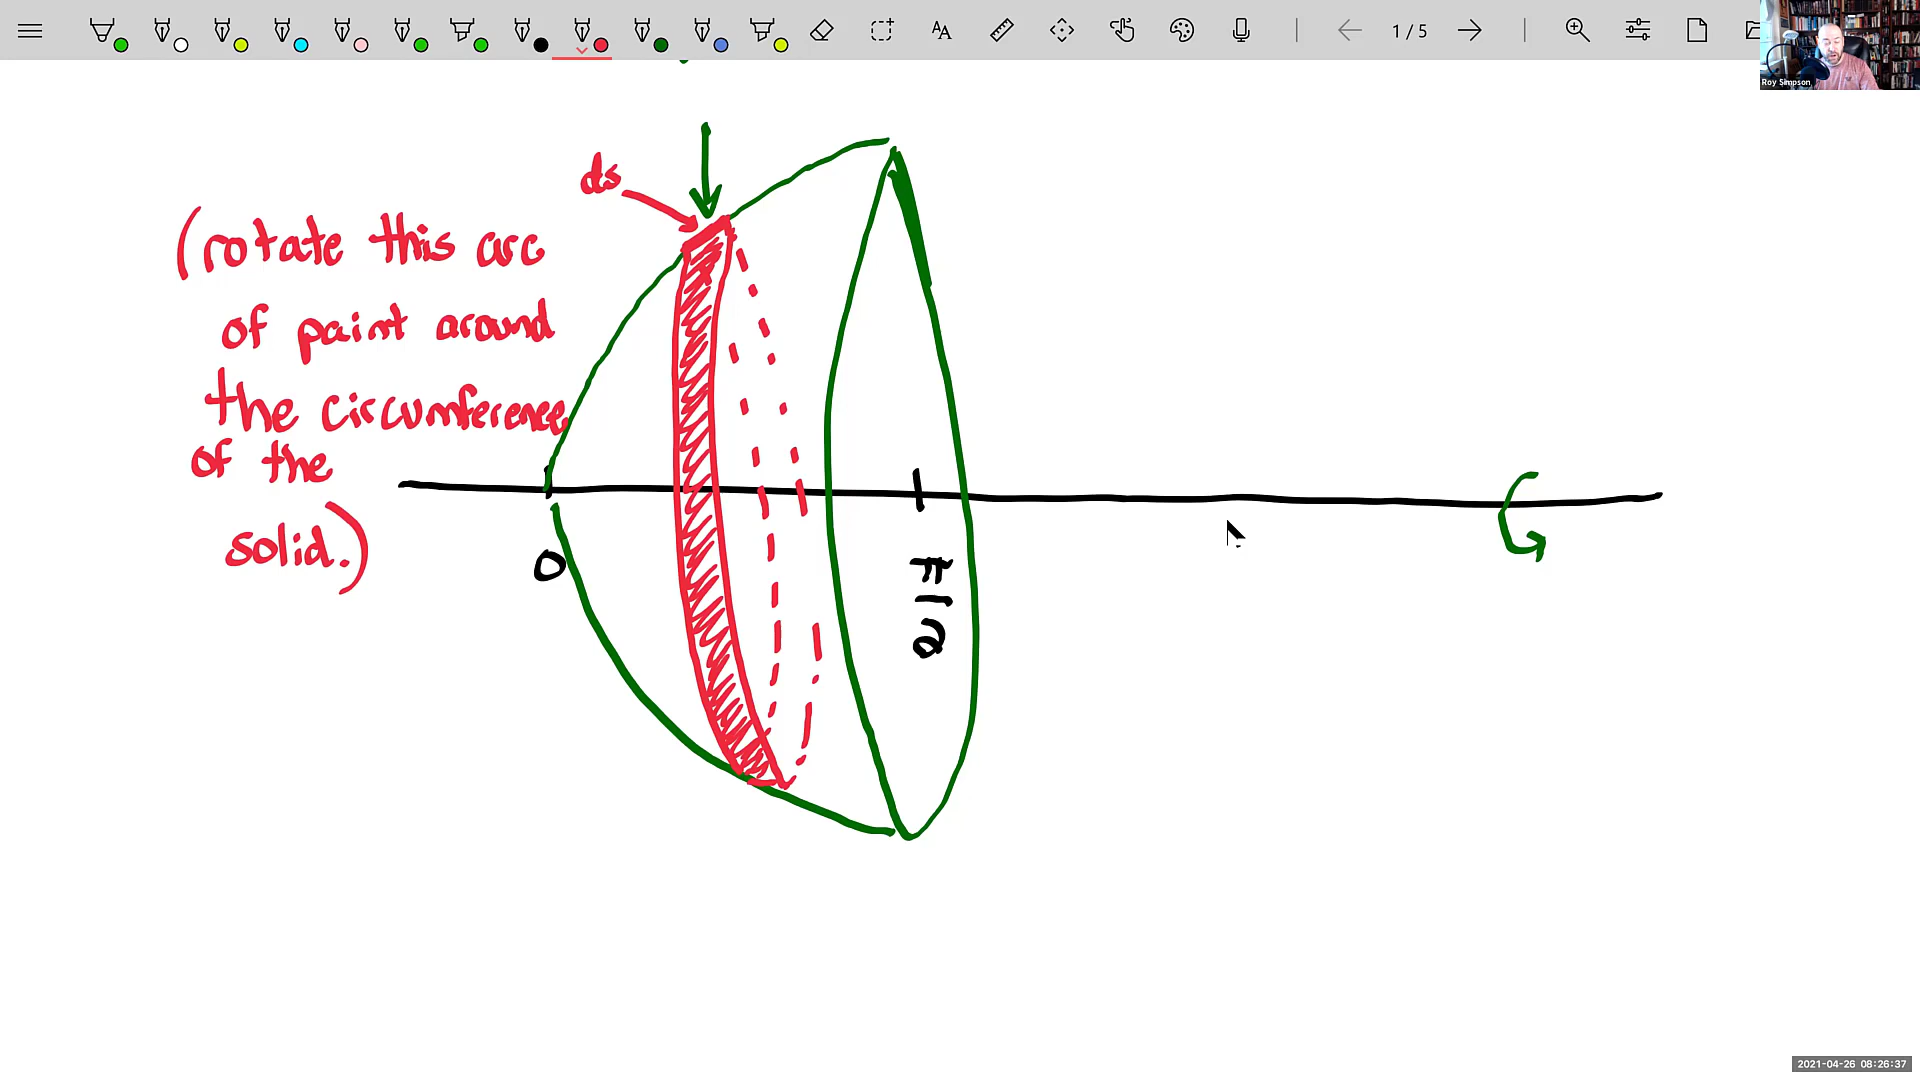 1 / 5
Roy Simpson
ds
(rotate this arc
of paint around
the circumference
of the
solid.)
0
π
2
2021-04-26 08:26:37